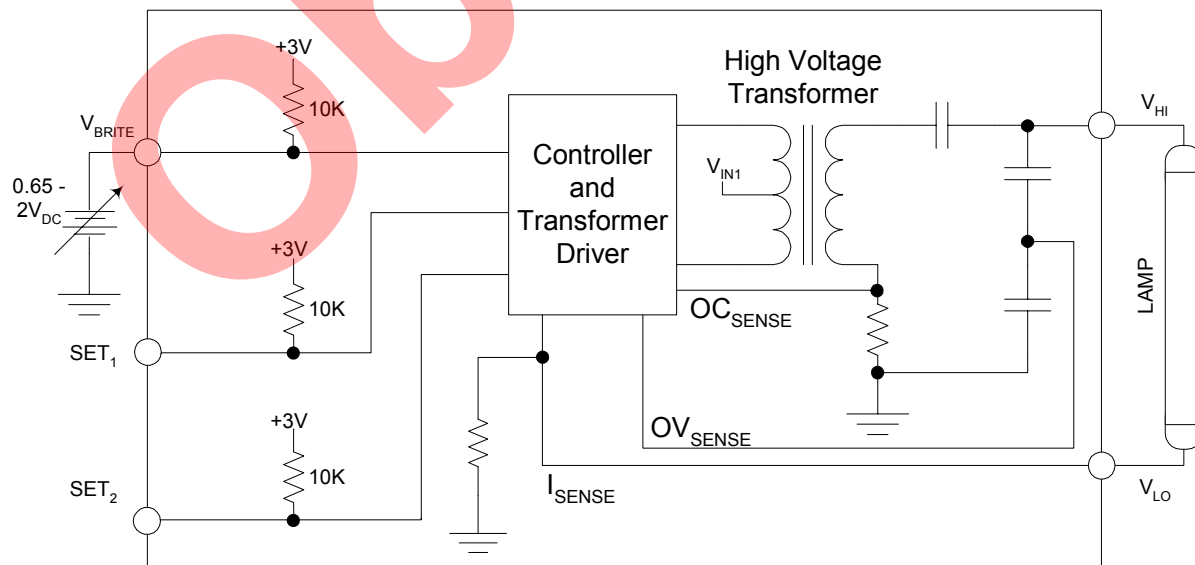 +3V
10K
V_BRITE
0.65 -
2V_DC
+3V
10K
SET_1
+3V
10K
SET_2
Controller
and
Transformer
Driver
High Voltage
Transformer
V_IN1
OC_SENSE
OV_SENSE
I_SENSE
V_HI
LAMP
V_LO
Ob